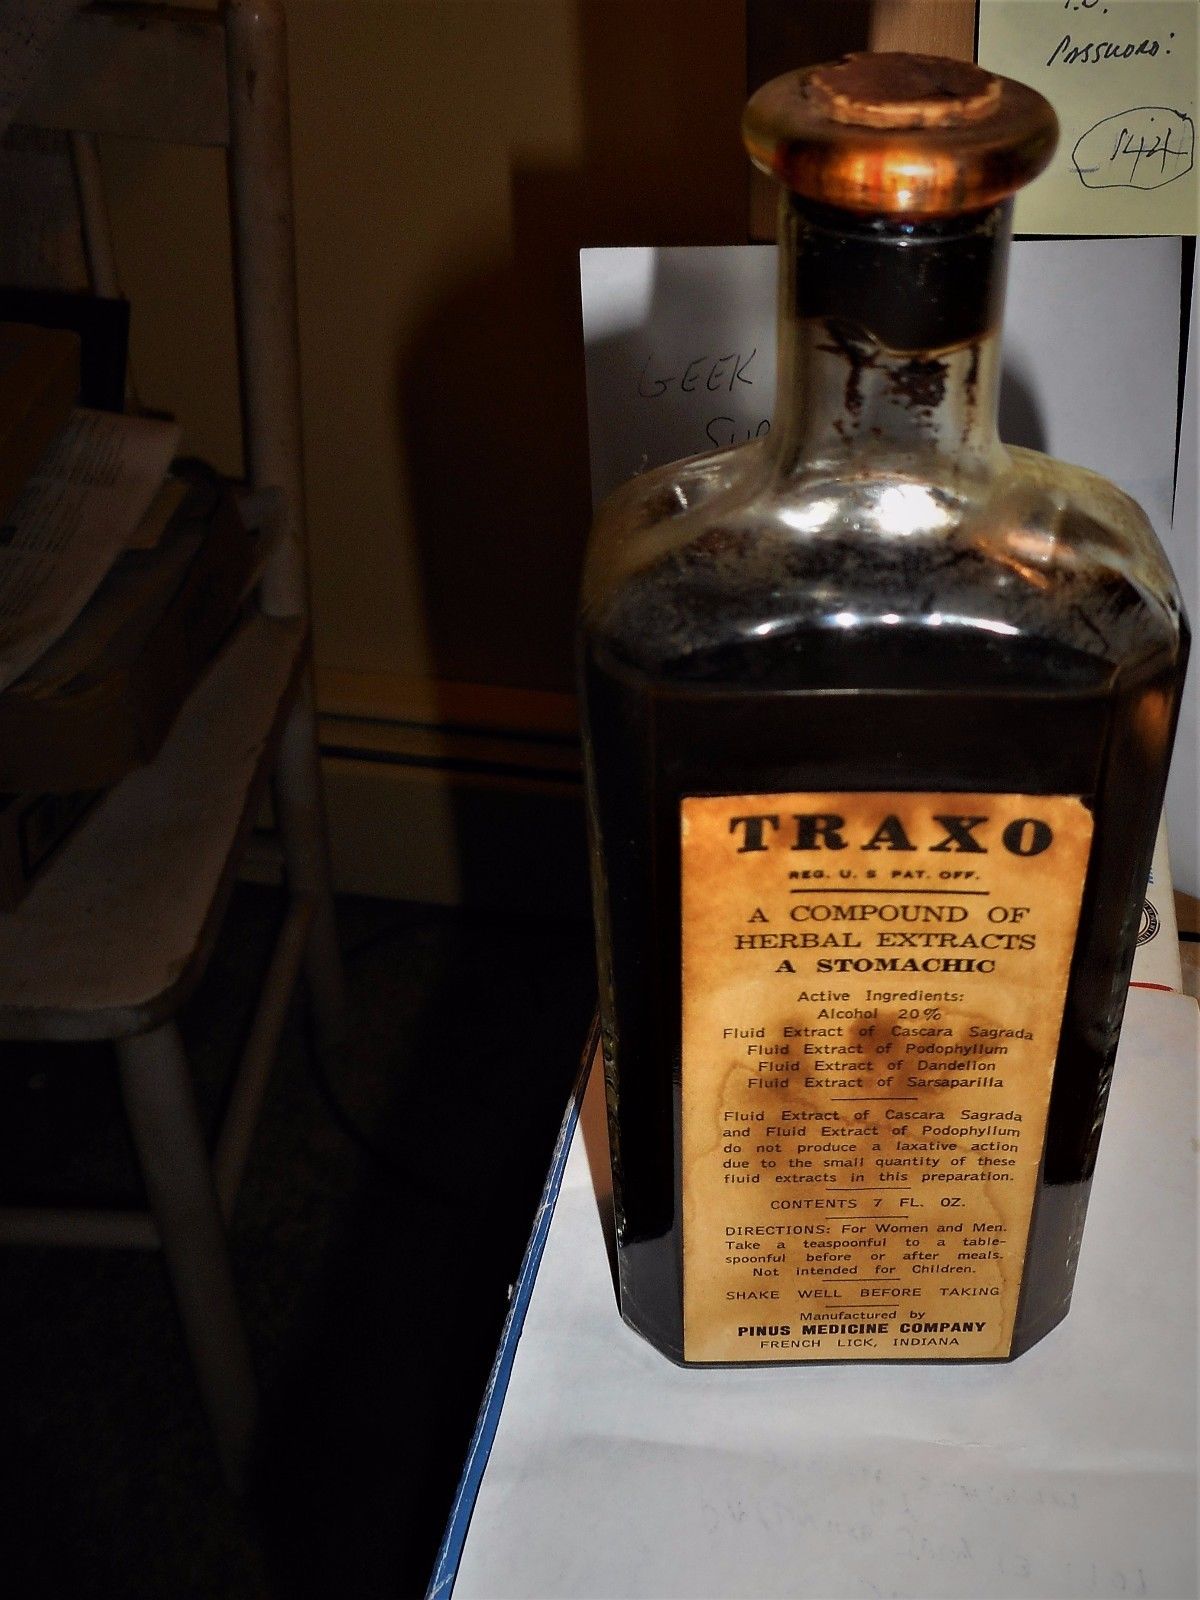 PASSWORD:
GEEK
TRAXO
REG. U. S PAT. OFF.
A COMPOUND OF
HERBAL EXTRACTS
A STOMACHIC
Active Ingredients:
Alcohol 20%
Fluid Extract of Cascara Sagrada
Fluid Extract of Podophyllum
Fluid Extract of Dandelion
Fluid Extract of Sarsaparilla
Fluid Extract of Cascara Sagrada
and Fluid Extract of Podophyllum
do not produce a laxative action
due to the small quantity of these
fluid extracts in this preparation.
CONTENTS 7 FL. OZ.
DIRECTIONS: For Women and Men.
Take a teaspoonful to a table-
spoonful before or after meals.
Not intended for Children.
SHAKE WELL BEFORE TAKING
Manufactured by
PINUS MEDICINE COMPANY
FRENCH LICK, INDIANA